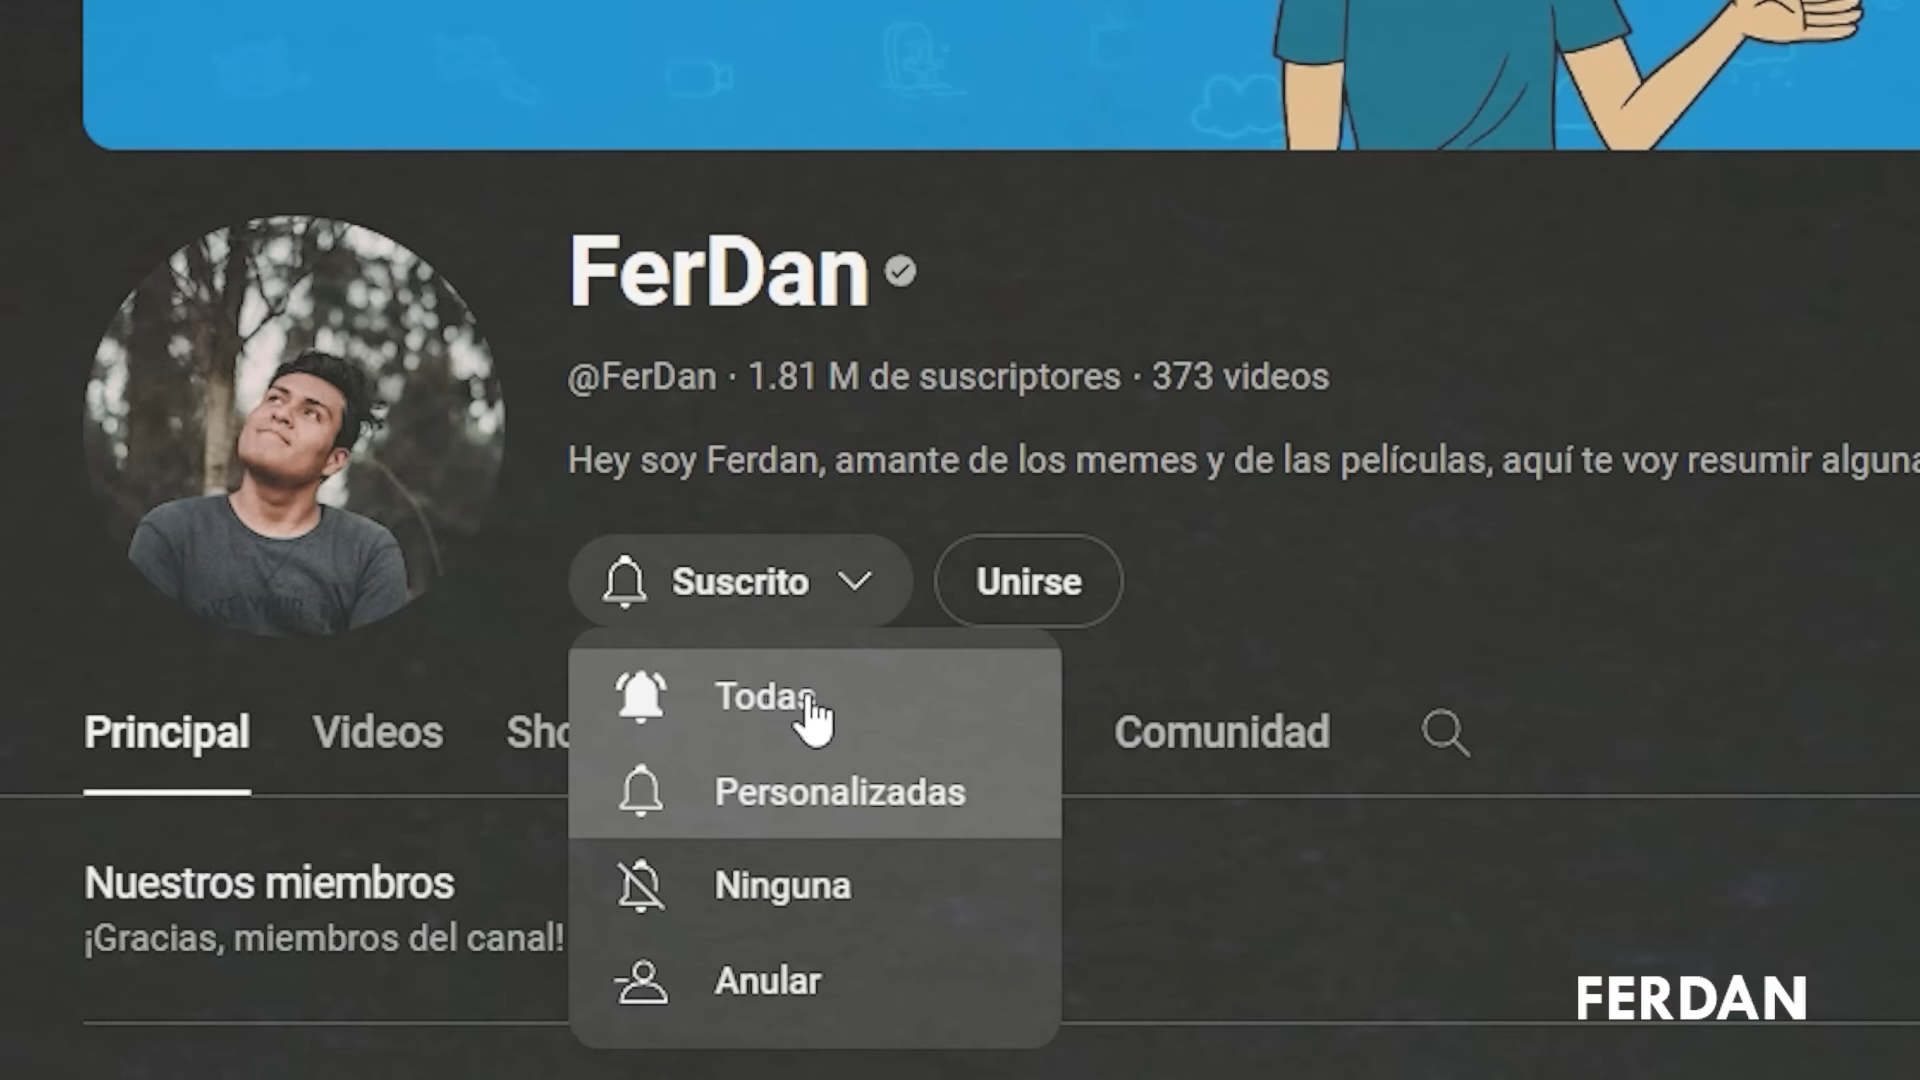 FerDan
@FerDan · 1.81 M de suscriptores · 373 videos
Hey soy Ferdan, amante de los memes y de las películas, aquí te voy resumir
Suscrito
Unirse
Todas
Personalizadas
Ninguna
Anular
Principal
Videos
Comunidad
Nuestros miembros
¡Gracias, miembros del canal!
FERDAN